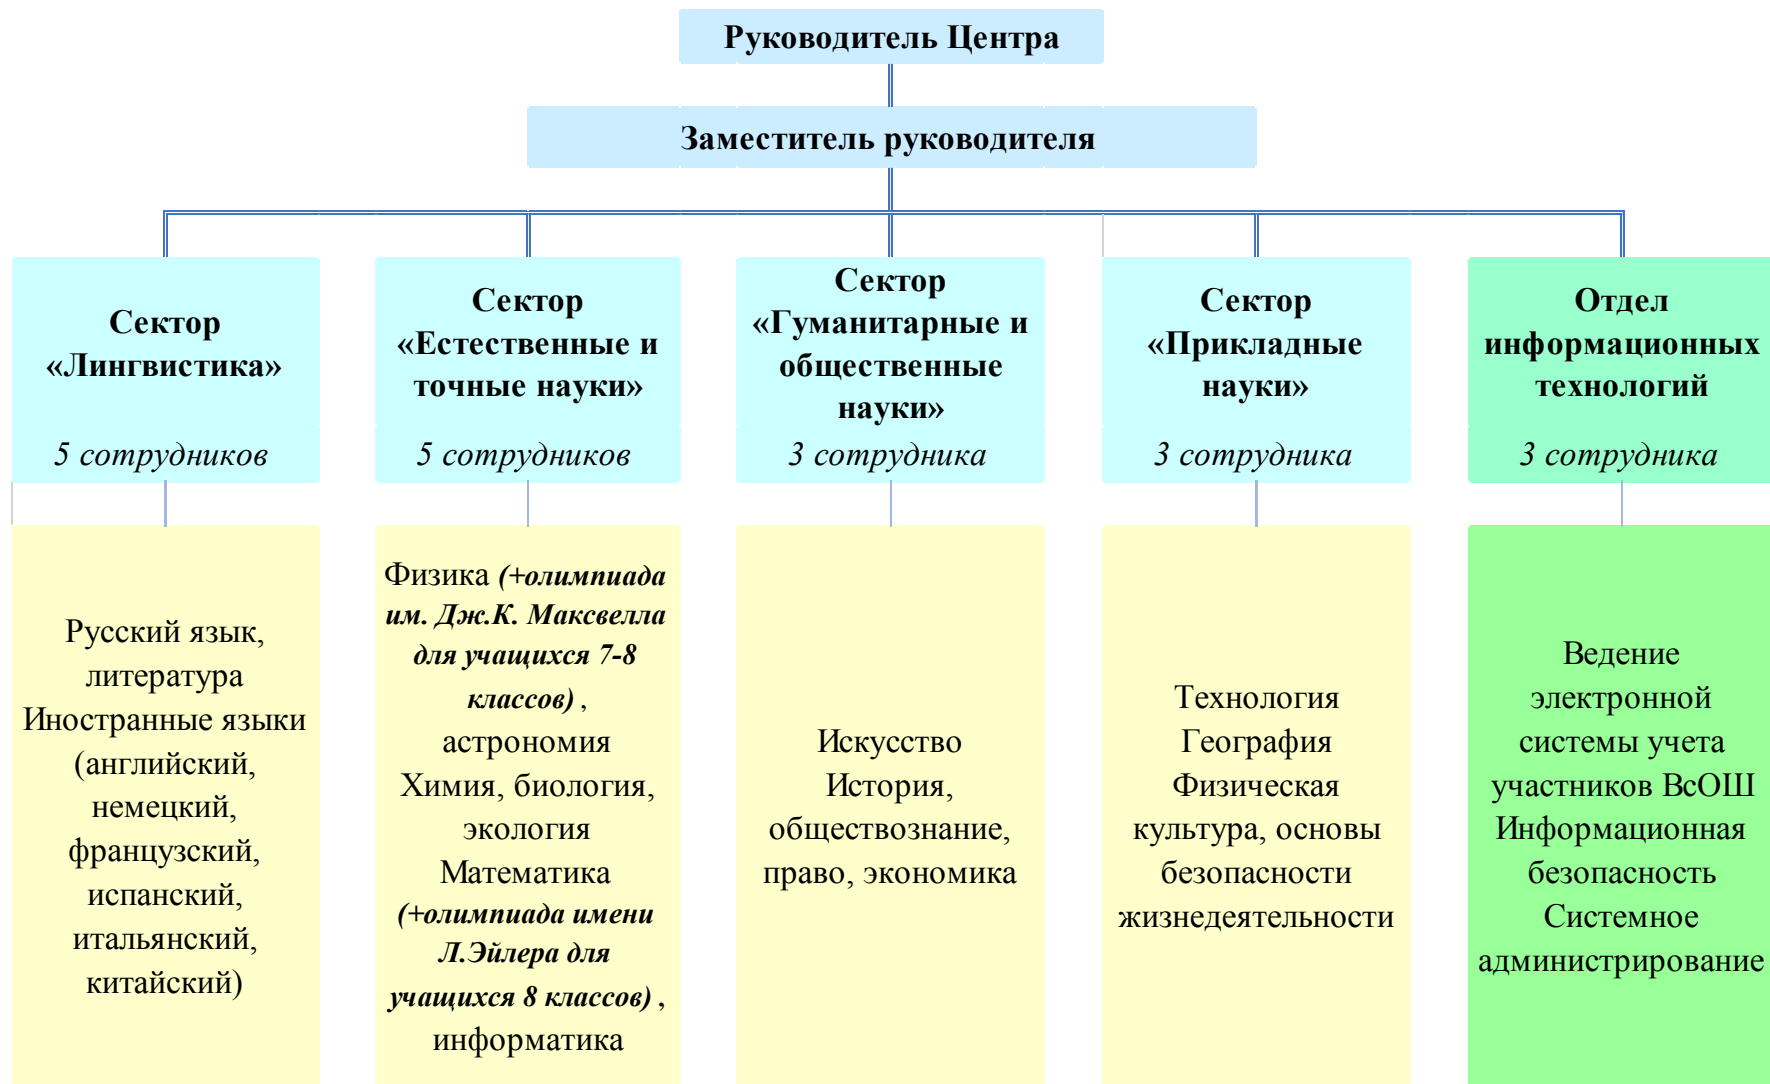 Руководитель Центра
Заместитель руководителя
Сектор
«Лингвистика»
5 сотрудников
Русский язык,
литература
Иностранные языки
(английский,
немецкий,
французский,
испанский,
итальянский,
китайский)
Сектор
«Естественные и
точные науки»
5 сотрудников
Физика (+олимпиада
им. Дж.К. Максвелла
для учащихся 7-8
классов) ,
астрономия
Химия, биология,
экология
Математика
(+олимпиада имени
Л.Эйлера для
учащихся 8 классов) ,
информатика
Сектор
«Гуманитарные и
общественные
науки»
3 сотрудника
Искусство
История,
обществознание,
право, экономика
Сектор
«Прикладные
науки»
3 сотрудника
Технология
География
Физическая
культура, основы
безопасности
жизнедеятельности
Отдел
информационных
технологий
3 сотрудника
Ведение
электронной
системы учета
участников ВсОШ
Информационная
безопасность
Системное
администрирование